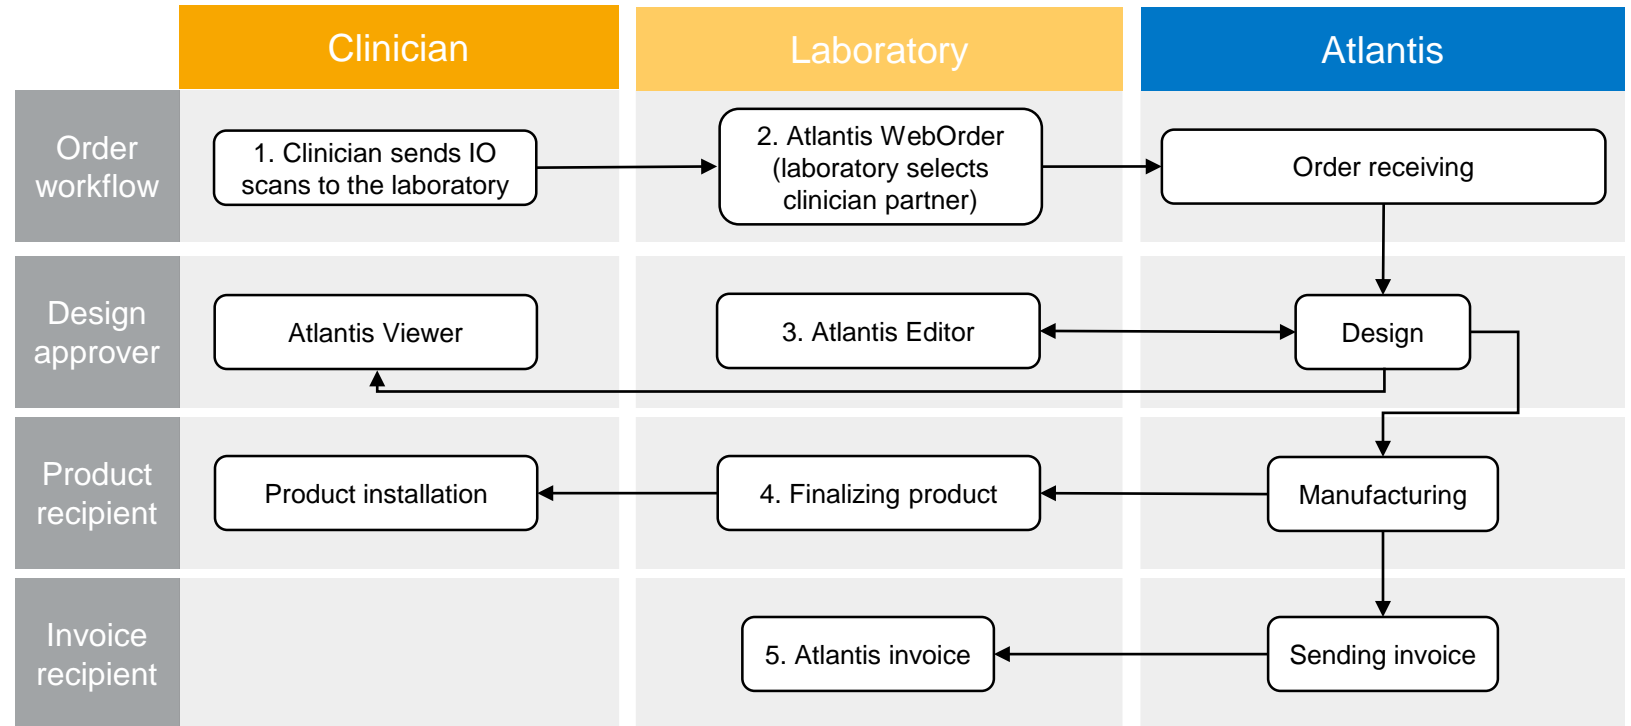 Clinician
Laboratory
Atlantis
Order
workflow
1. Clinician sends IO
scans to the laboratory
2. Atlantis WebOrder
(laboratory selects
clinician partner)
Order receiving
Design
approver
Atlantis Viewer
3. Atlantis Editor
Design
Product
recipient
Product installation
4. Finalizing product
Manufacturing
Invoice
recipient
5. Atlantis invoice
Sending invoice